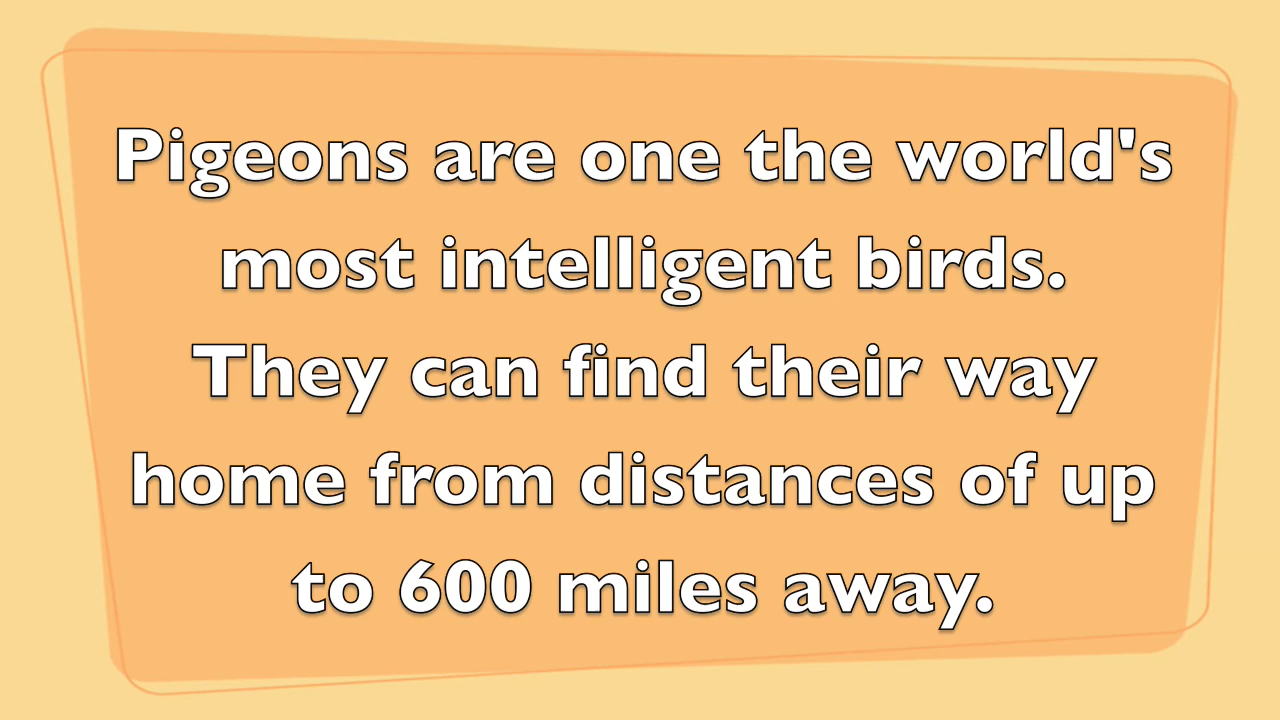 Pigeons are one the world's
most intelligent birds.
They can find their way
home from distances of up
to 600 miles away.